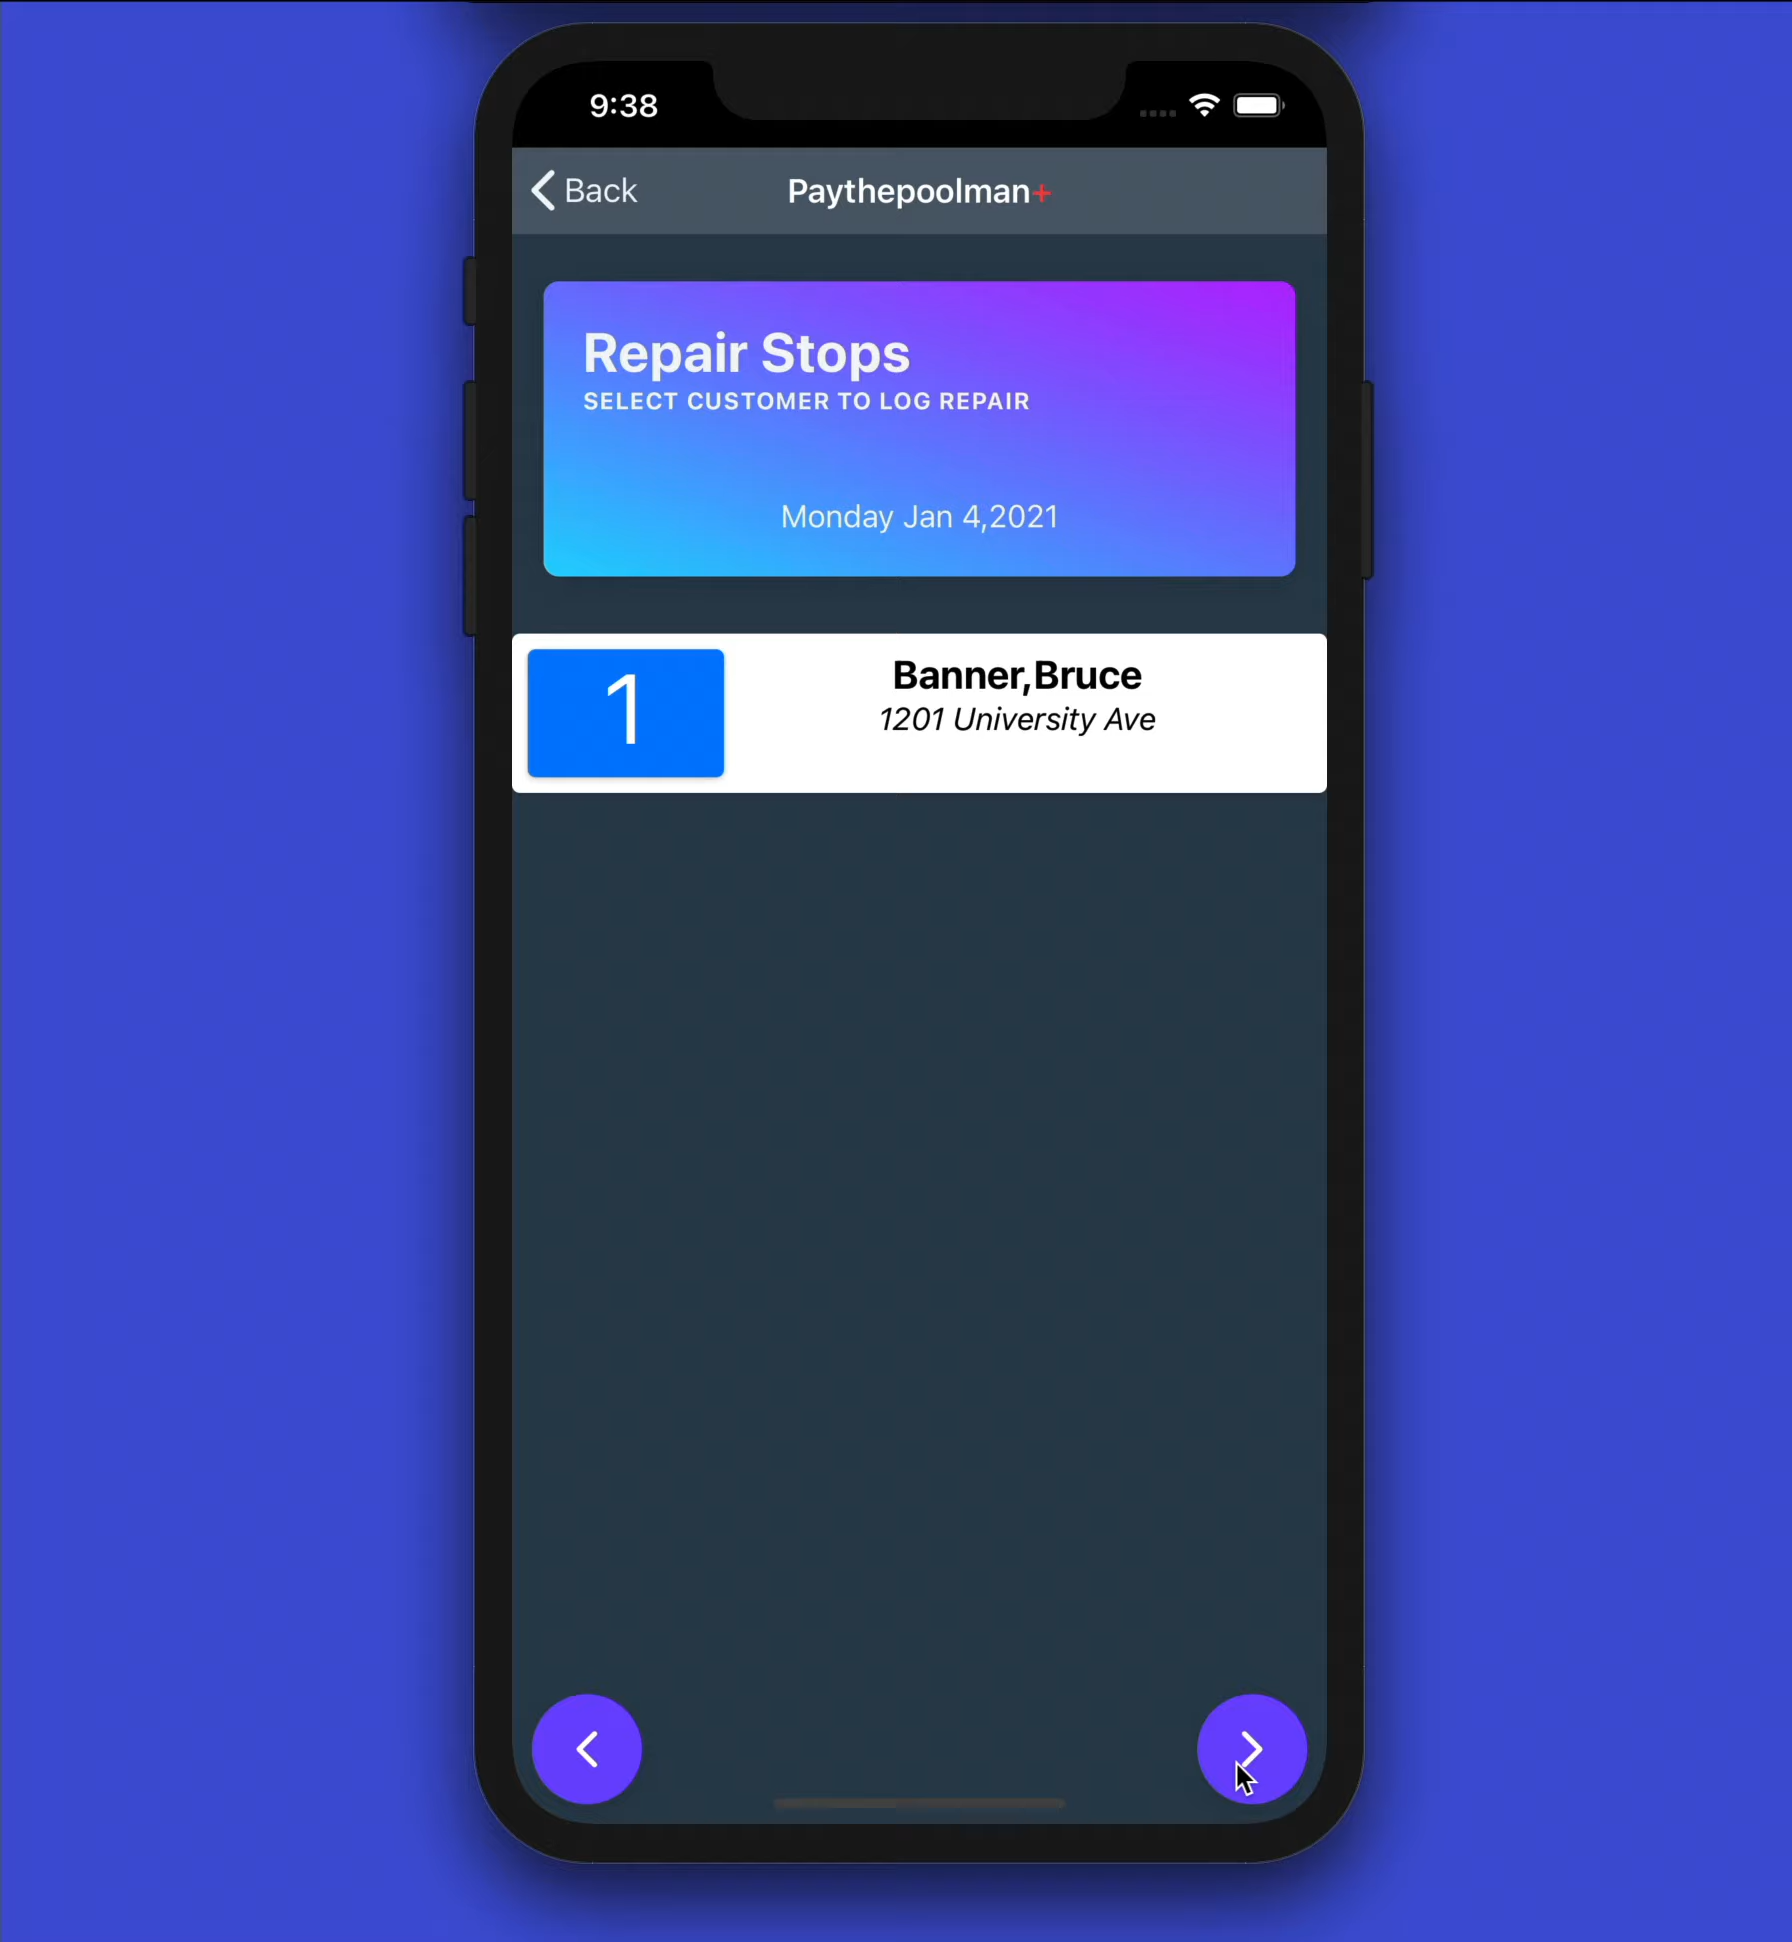 9:38
Back
Paythepoolman+
Repair Stops
SELECT CUSTOMER TO LOG REPAIR
Monday Jan 4,2021
1
Banner,Bruce
1201 University Ave